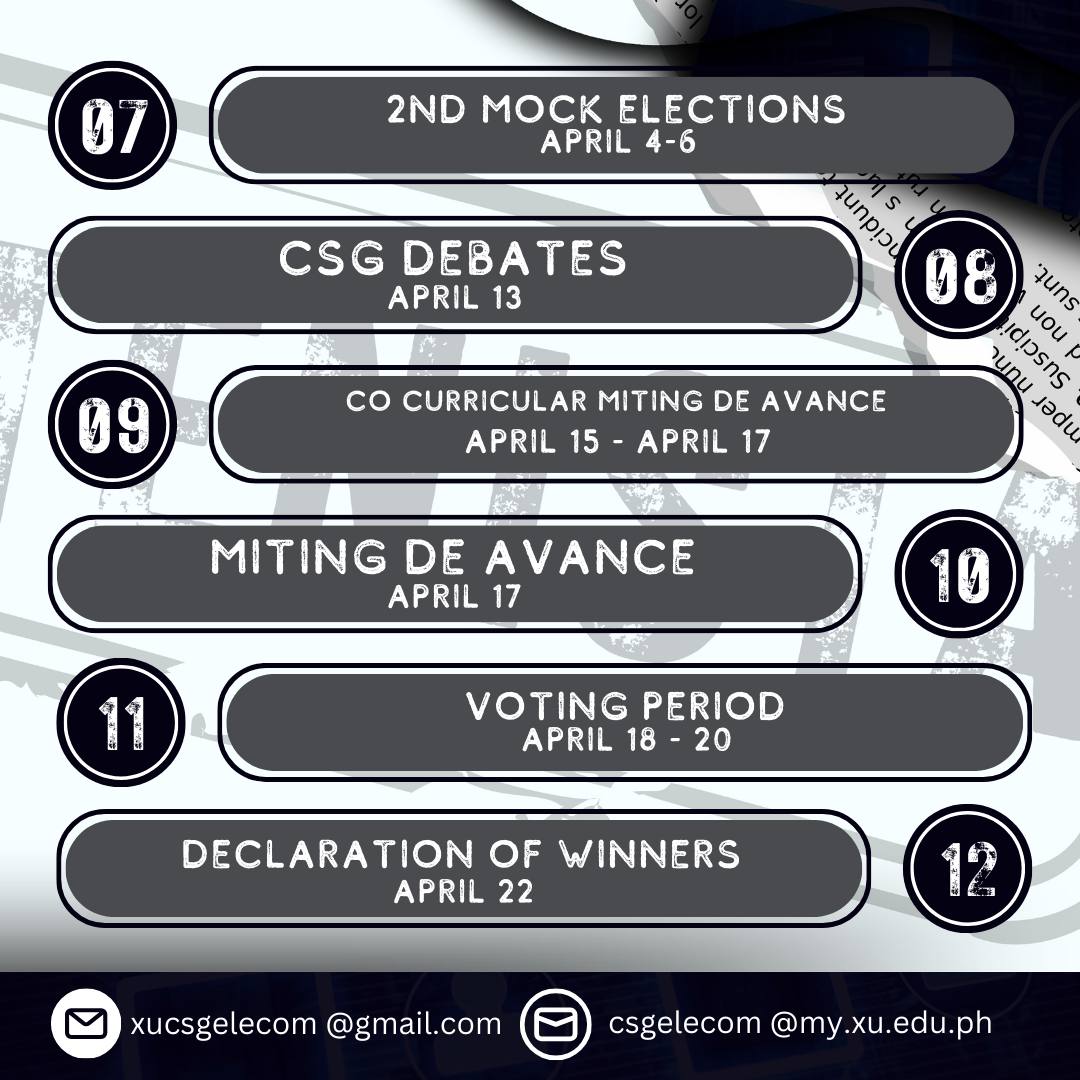 07
2ND MOCK ELECTIONS
APRIL 4-6
CSG DEBATES
APRIL 13
08
09
CO CURRICULAR MITING DE AVANCE
APRIL 15 - APRIL 17
MITING DE AVANCE
APRIL 17
10
11
VOTING PERIOD
APRIL 18 - 20
DECLARATION OF WINNERS
APRIL 22
12
xucsgelecom @gmail.com
csgelecom @my.xu.edu.ph